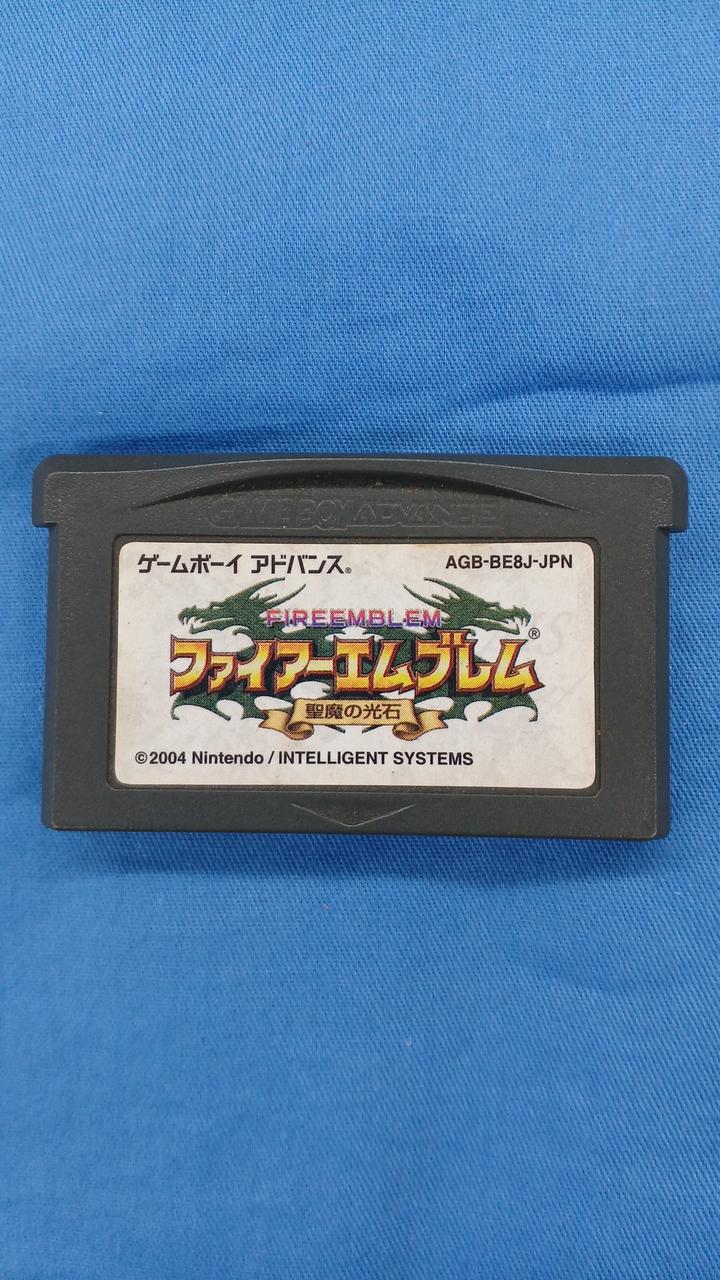 GAME BOY ADVANCE
ゲームボーイ アドバンス® AGB-BE8J-JPN
FIREEMBLEM
ファイアーエムブレム®
聖魔の光石
©2004 Nintendo / INTELLIGENT SYSTEMS